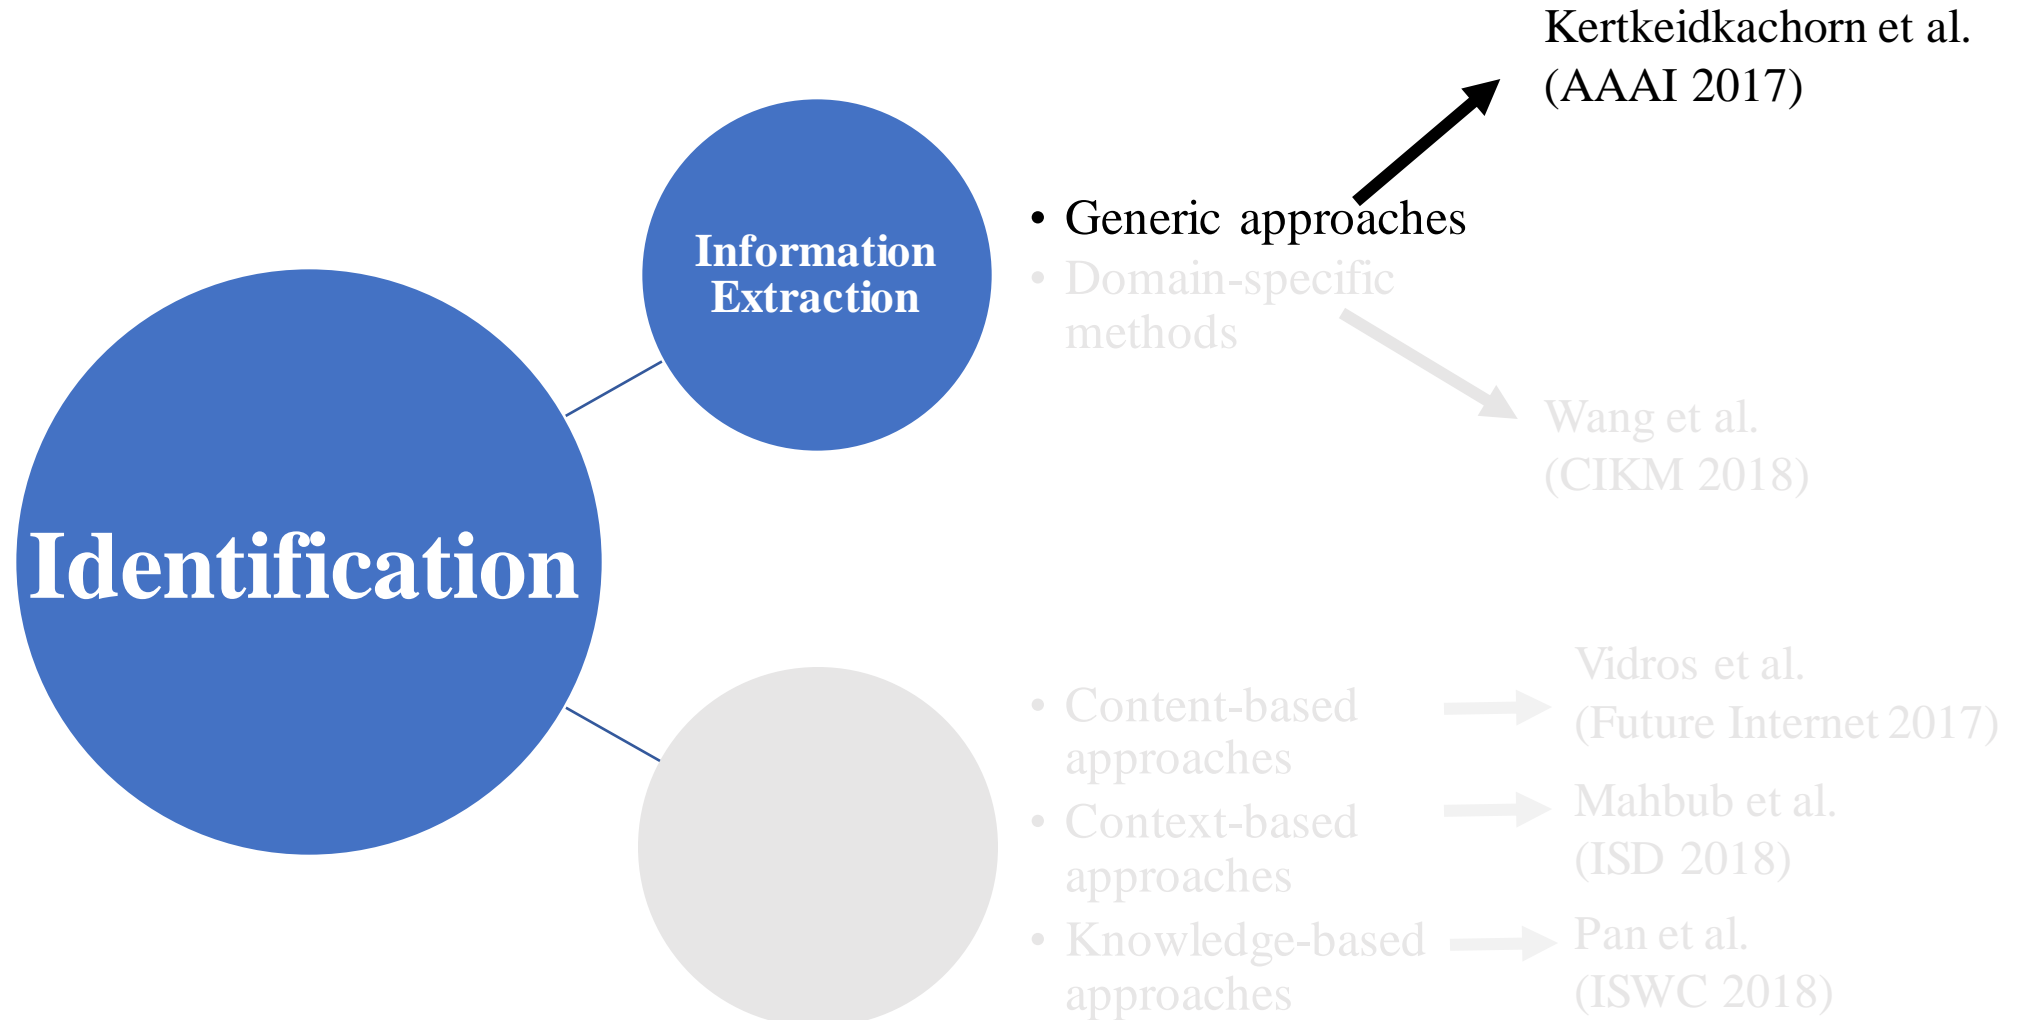 Kertkeidkachorn et al.
(AAAI 2017)
Information
Extraction
• Generic approaches
• Domain-specific
methods
Wang et al.
(CIKM 2018)
Identification
• Content-based
approaches
Vidros et al.
(Future Internet 2017)
• Context-based
approaches
Mahbub et al.
(ISD 2018)
• Knowledge-based
approaches
Pan et al.
(ISWC 2018)